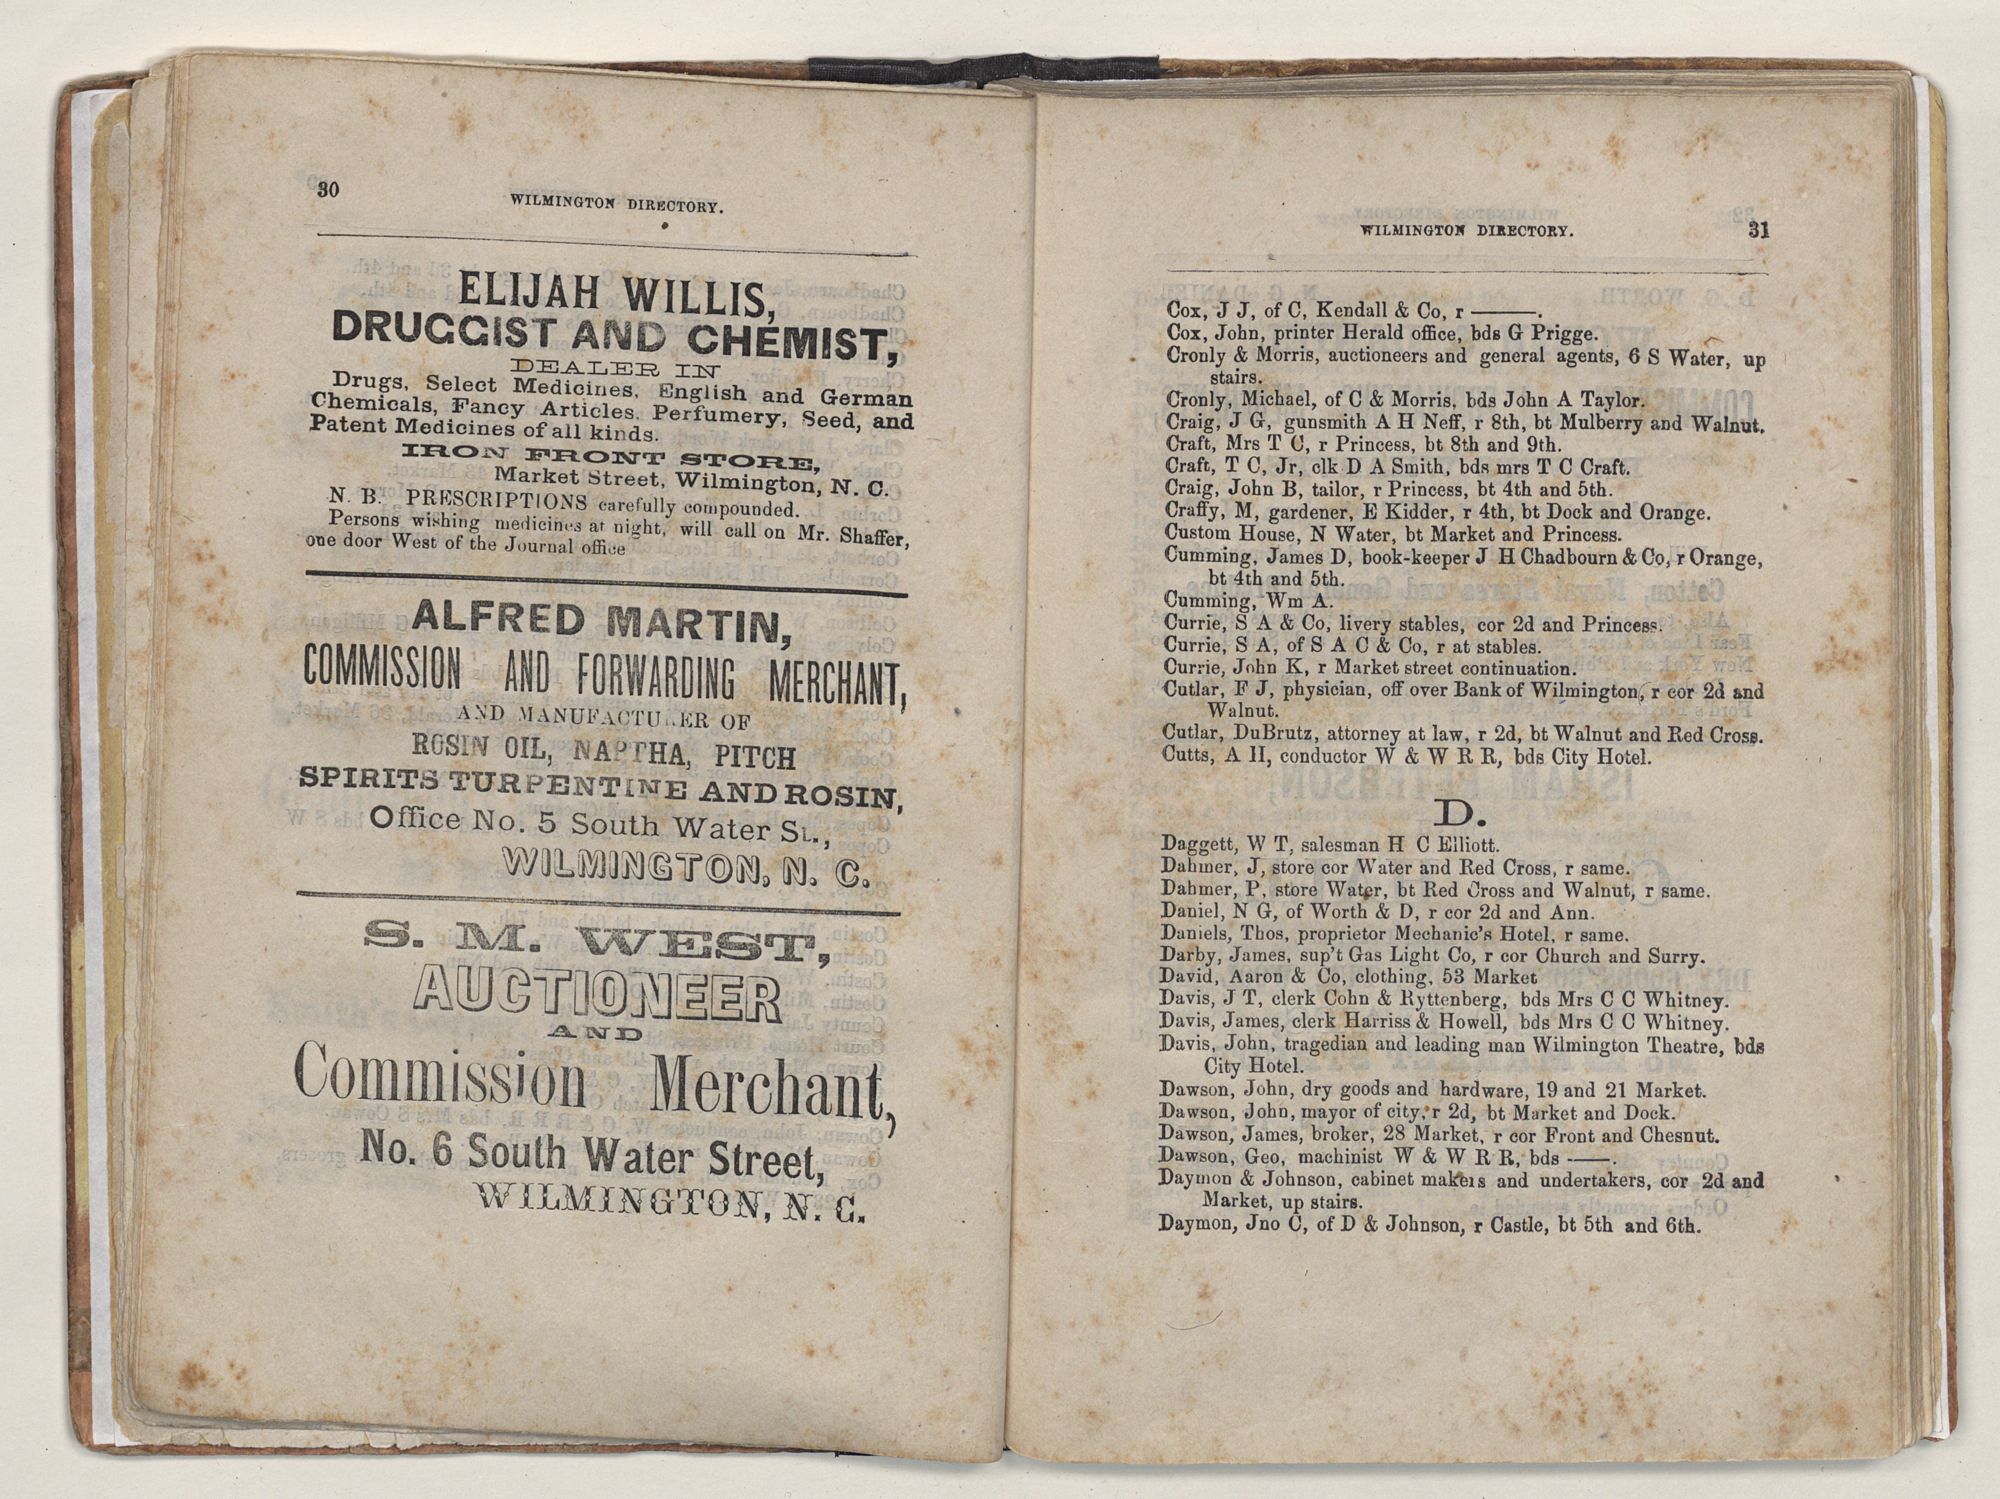 30
WILMINGTON DIRECTORY.
ELIJAH WILLIS,
DRUGGIST AND CHEMIST,
DEALER IN
Drugs, Select Medicines, English and German
Chemicals, Fancy Articles. Perfumery, Seed, and
Patent Medicines of all kinds.
IRON FRONT STORE,
Market Street, Wilmington, N. C.
N. B. PRESCRIPTIONS carefully compounded.
Persons wishing medicines at night, will call on Mr. Shaffer,
one door West of the Journal office
ALFRED MARTIN,
COMMISSION AND FORWARDING MERCHANT,
AND MANUFACTURER OF
ROSIN OIL, NAPTHA, PITCH
SPIRITS TURPENTINE AND ROSIN,
Office No. 5 South Water St.,
WILMINGTON, N. C.
S. M. WEST,
AUCTIONEER
AND
Commission Merchant,
No. 6 South Water Street,
WILMINGTON, N. C.
WILMINGTON DIRECTORY.
31
Cox, J J, of C, Kendall & Co, r ———.
Cox, John, printer Herald office, bds G Prigge.
Cronly & Morris, auctioneers and general agents, 6 S Water, up
stairs.
Cronly, Michael, of C & Morris, bds John A Taylor.
Craig, J G, gunsmith A H Neff, r 8th, bt Mulberry and Walnut.
Craft, Mrs T C, r Princess, bt 8th and 9th.
Craft, T C, Jr, clk D A Smith, bds mrs T C Craft.
Craig, John B, tailor, r Princess, bt 4th and 5th.
Craffy, M, gardener, E Kidder, r 4th, bt Dock and Orange.
Custom House, N Water, bt Market and Princess.
Cumming, James D, book-keeper J H Chadbourn & Co, r Orange,
bt 4th and 5th.
Cumming, Wm A.
Currie, S A & Co, livery stables, cor 2d and Princess.
Currie, S A, of S A C & Co, r at stables.
Currie, John K, r Market street continuation.
Cutlar, F J, physician, off over Bank of Wilmington, r cor 2d and
Walnut.
Cutlar, DuBrutz, attorney at law, r 2d, bt Walnut and Red Cross.
Cutts, A H, conductor W & W R R, bds City Hotel.
D.
Daggett, W T, salesman H C Elliott.
Dahmer, J, store cor Water and Red Cross, r same.
Dahmer, P, store Water, bt Red Cross and Walnut, r same.
Daniel, N G, of Worth & D, r cor 2d and Ann.
Daniels, Thos, proprietor Mechanic's Hotel, r same.
Darby, James, sup't Gas Light Co, r cor Church and Surry.
David, Aaron & Co, clothing, 53 Market
Davis, J T, clerk Cohn & Ryttenberg, bds Mrs C C Whitney.
Davis, James, clerk Harriss & Howell, bds Mrs C C Whitney.
Davis, John, tragedian and leading man Wilmington Theatre, bds
City Hotel.
Dawson, John, dry goods and hardware, 19 and 21 Market.
Dawson, John, mayor of city, r 2d, bt Market and Dock.
Dawson, James, broker, 28 Market, r cor Front and Chesnut.
Dawson, Geo, machinist W & W R R, bds ——.
Daymon & Johnson, cabinet makers and undertakers, cor 2d and
Market, up stairs.
Daymon, Jno C, of D & Johnson, r Castle, bt 5th and 6th.